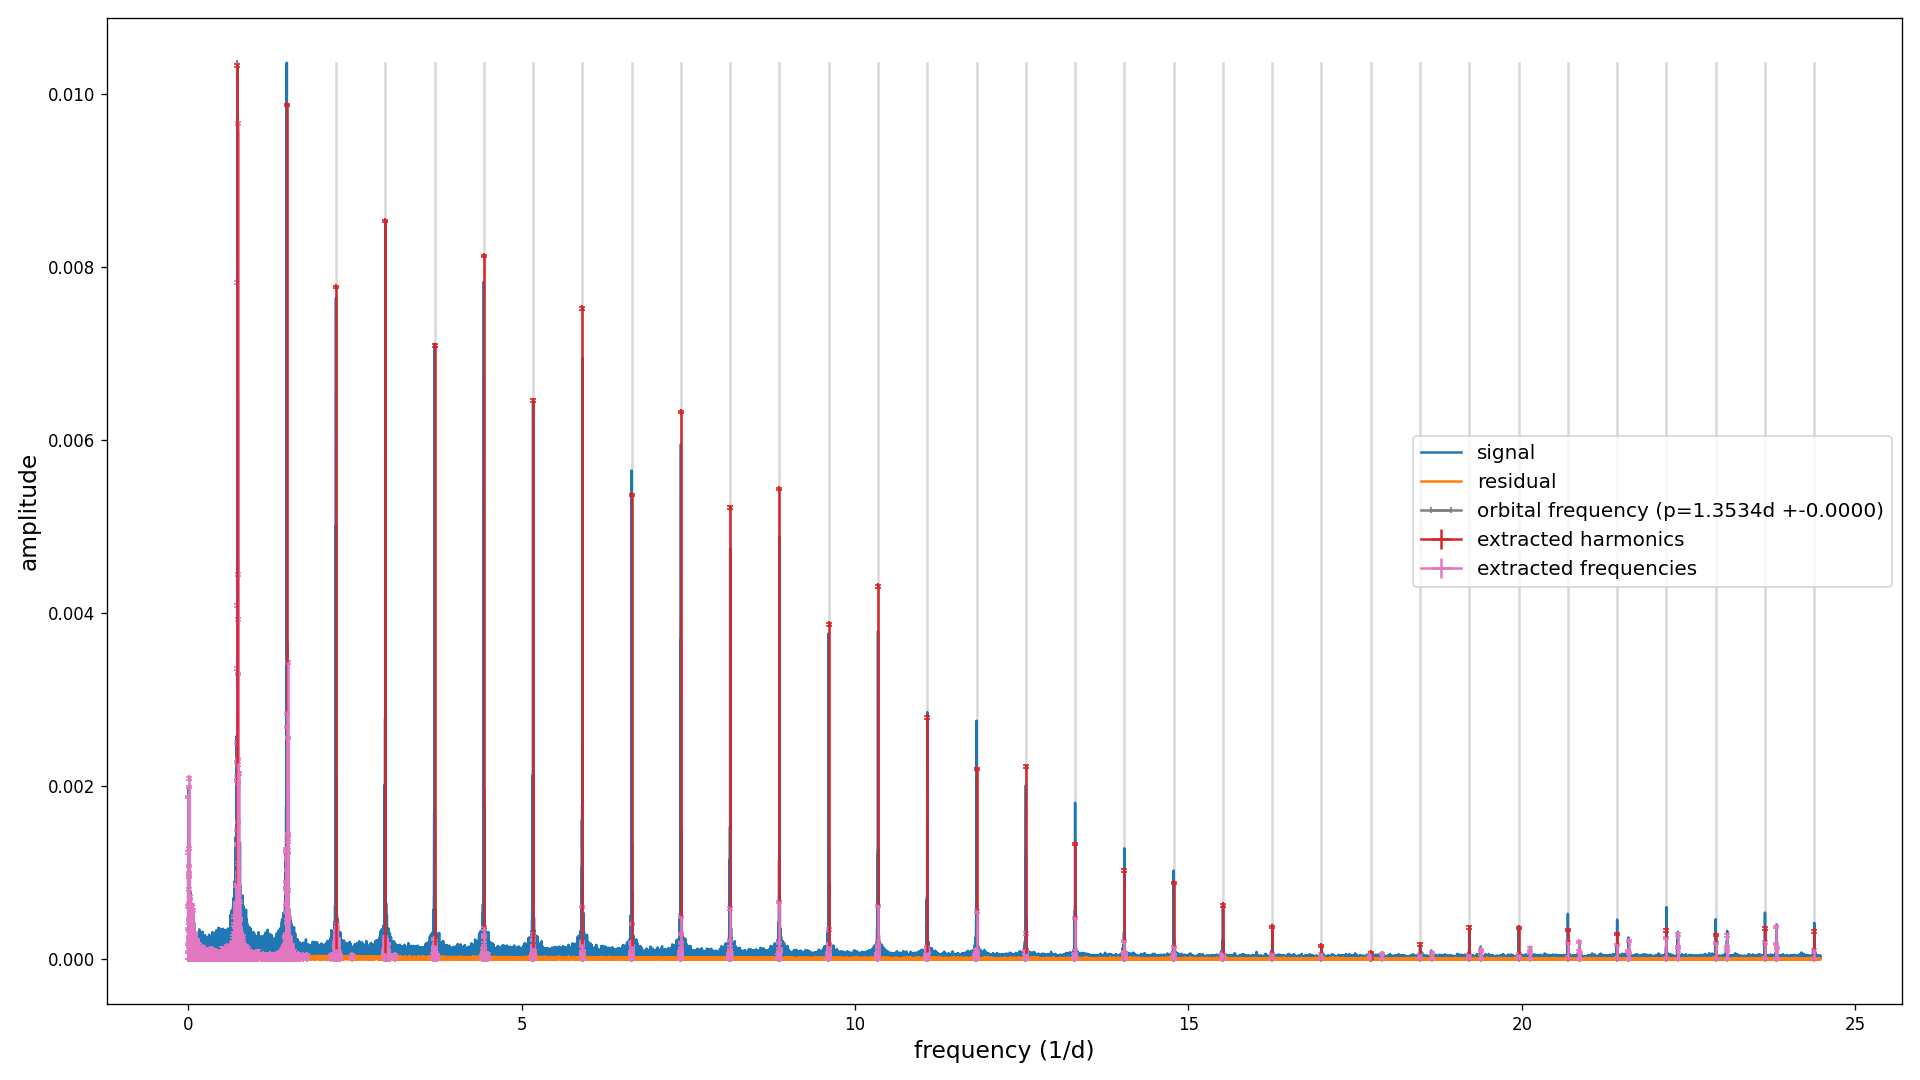 0.010
0.008
0.006
0.004
0.002
0.000
amplitude
signal
residual
orbital frequency (p=1.3534d +-0.0000)
extracted harmonics
extracted frequencies
0 5 10 15 20 25
frequency (1/d)